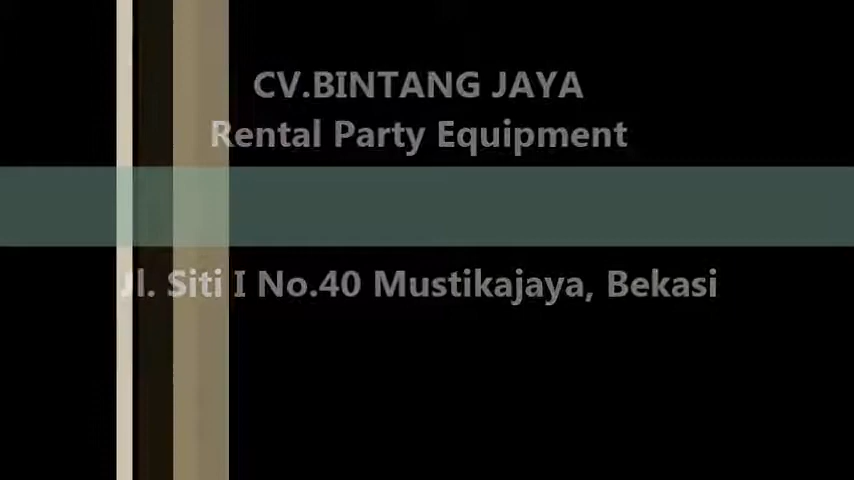 CV.BINTANG JAYA
Rental Party Equipment
Jl. Siti I No.40 Mustikajaya, Bekasi